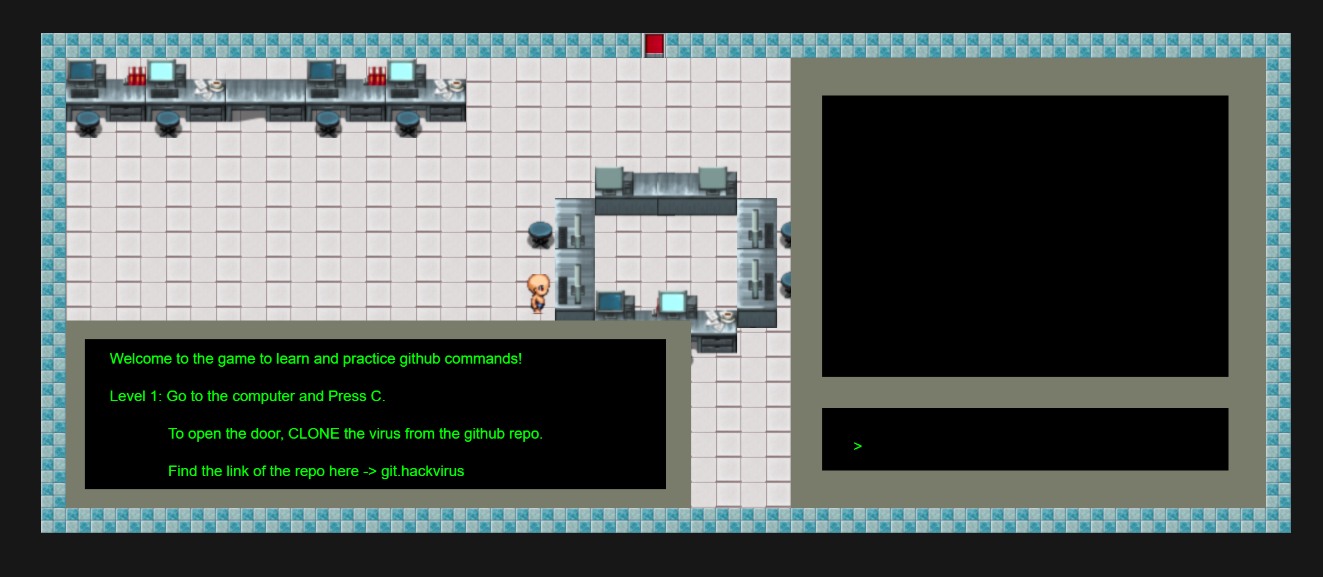 Welcome to the game to learn and practice github commands!
Level 1: Go to the computer and Press C.
To open the door, CLONE the virus from the github repo.
Find the link of the repo here -> git.hackvirus
>